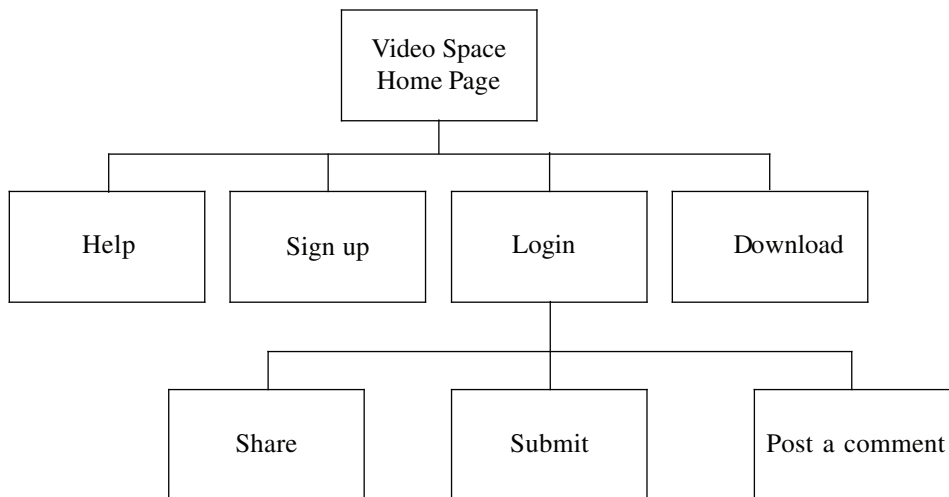 Video Space
Home Page
Help
Sign up
Login
Download
Share
Submit
Post a comment